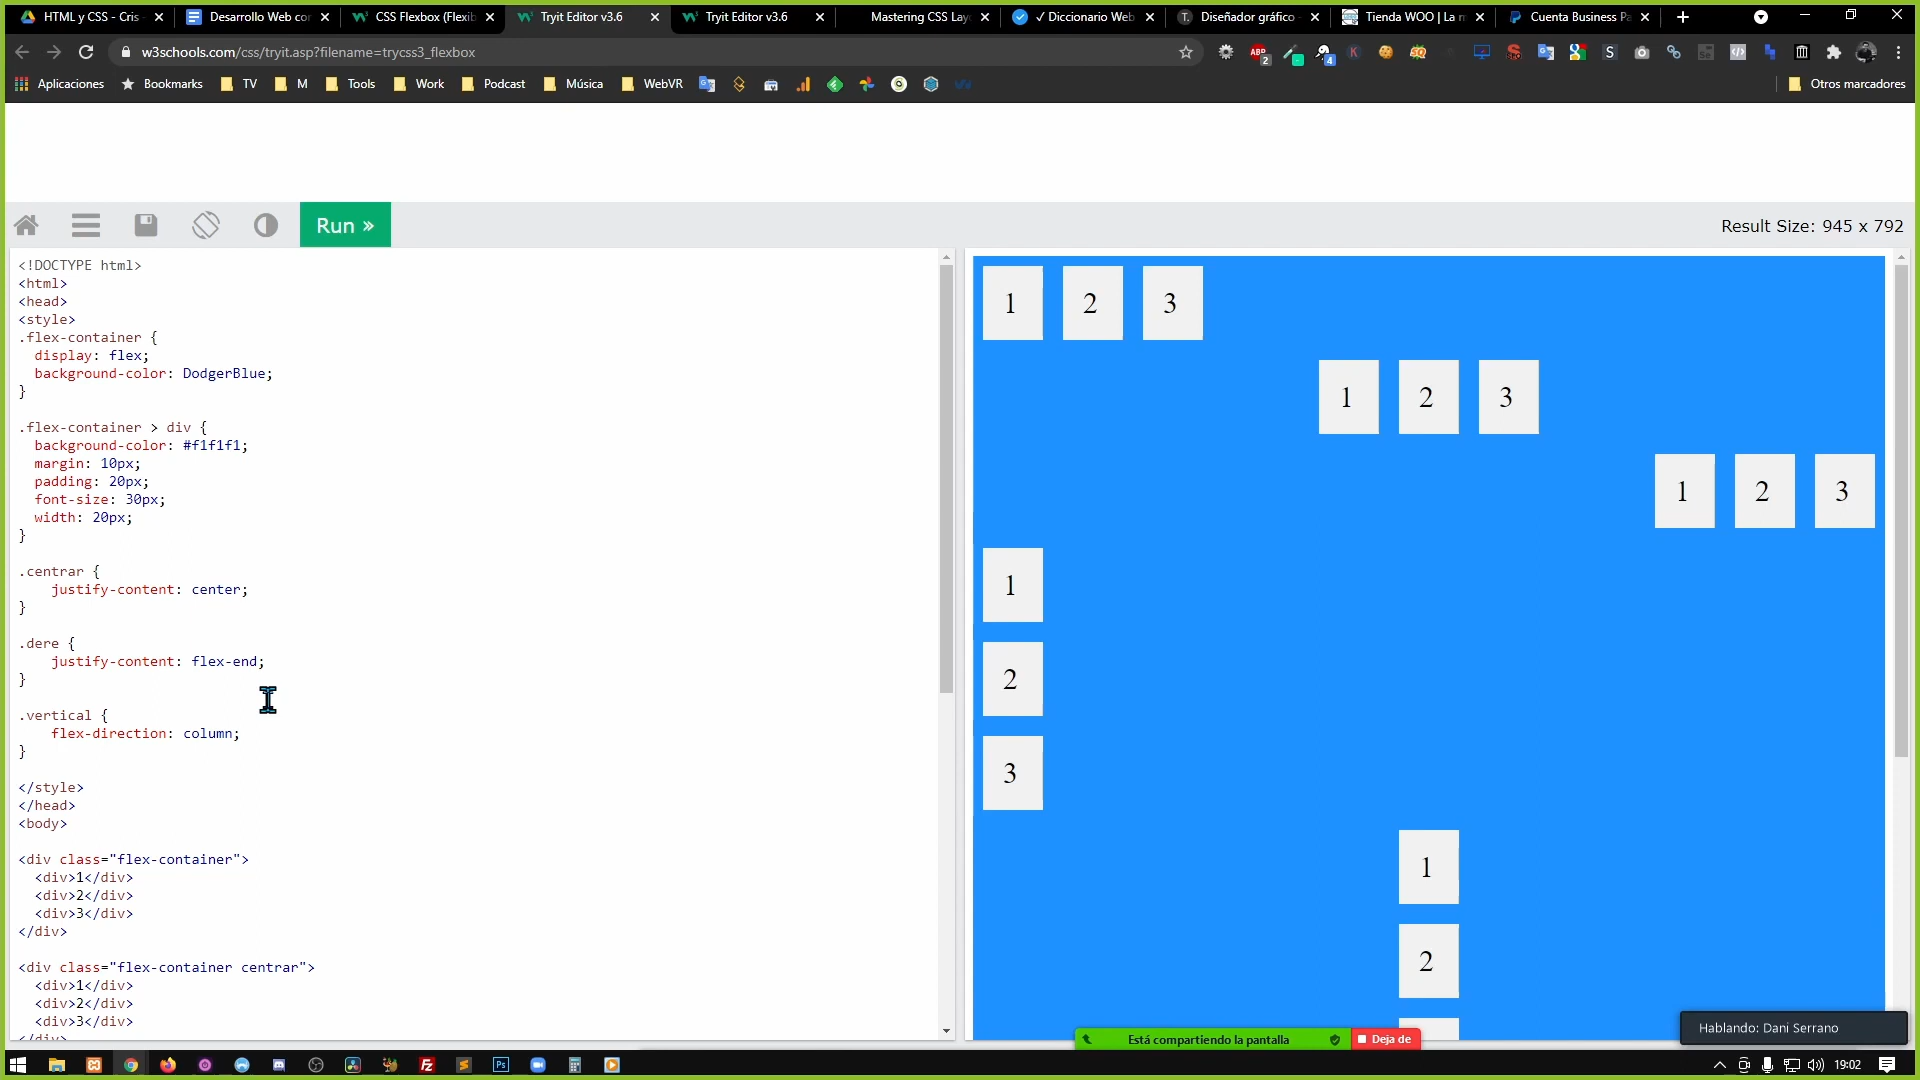 HTML y CSS - Cris
Desarrollo Web con
CSS Flexbox (Flexib
Tryit Editor v3.6
Tryit Editor v3.6
Mastering CSS Layo
✓ Diccionario Web
Diseñador gráfico
Tienda WOO | La m
Cuenta Business Pa
w3schools.com/css/tryit.asp?filename=trycss3_flexbox
Aplicaciones
Bookmarks
TV
M
Tools
Work
Podcast
Música
WebVR
Otros marcadores
Run »
Result Size: 945 x 792
<!DOCTYPE html>
<html>
<head>
<style>
.flex-container {
  display: flex;
  background-color: DodgerBlue;
}
.flex-container > div {
  background-color: #f1f1f1;
  margin: 10px;
  padding: 20px;
  font-size: 30px;
  width: 20px;
}
.centrar {
    justify-content: center;
}
.dere {
    justify-content: flex-end;
}
.vertical {
    flex-direction: column;
}
</style>
</head>
<body>
<div class="flex-container">
  <div>1</div>
  <div>2</div>
  <div>3</div>
</div>
<div class="flex-container centrar">
  <div>1</div>
  <div>2</div>
  <div>3</div>
</div>
1 2 3
1 2 3
1 2 3
1
2
3
1
2
Hablando: Dani Serrano
Está compartiendo la pantalla
Deja de
19:02